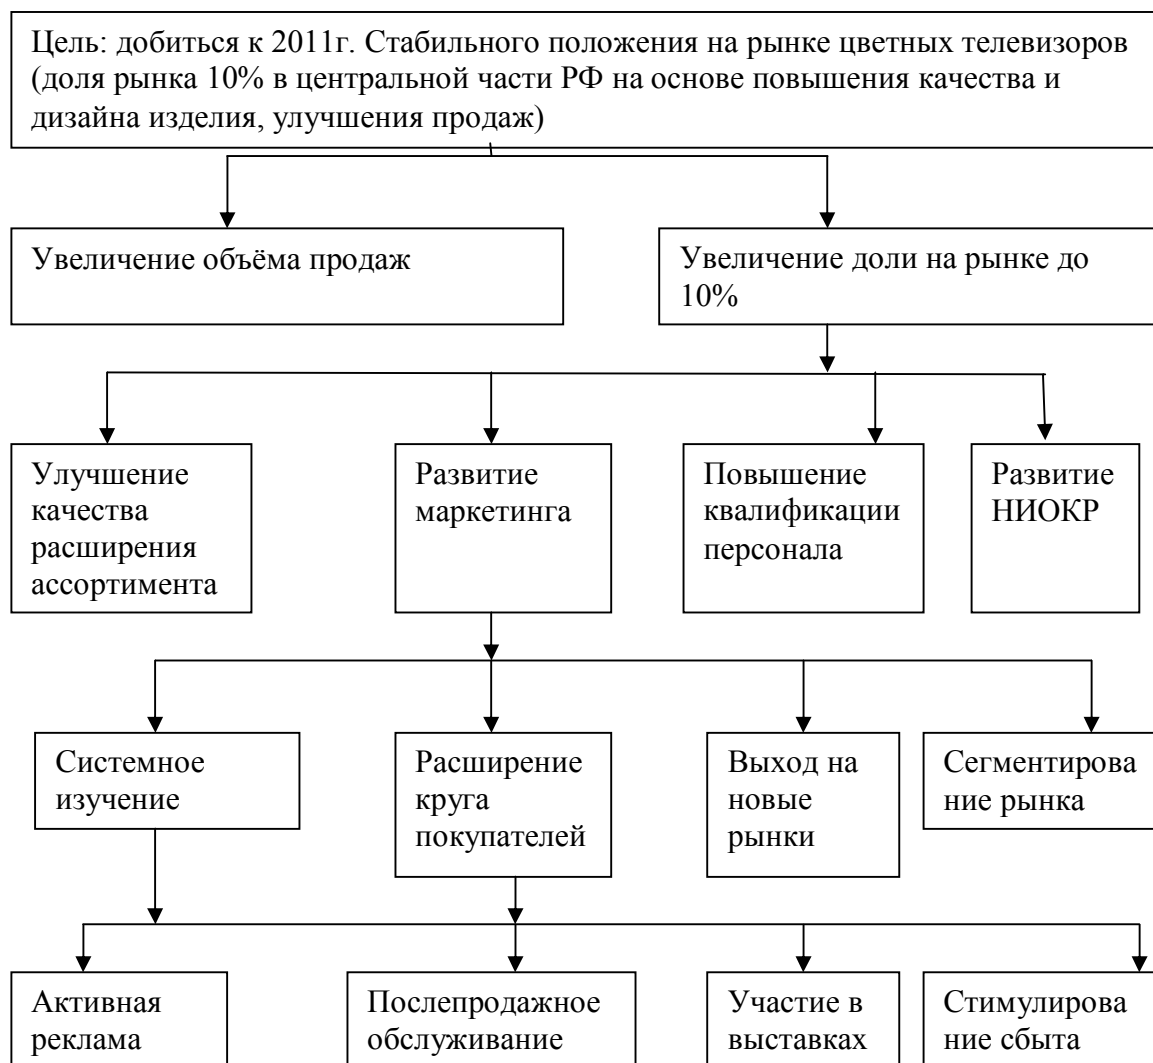 Цель: добиться к 2011г. Стабильного положения на рынке цветных телевизоров
(доля рынка 10% в центральной части РФ на основе повышения качества и
дизайна изделия, улучшения продаж)
Увеличение объёма продаж
Увеличение доли на рынке до
10%
Улучшение
качества
расширения
ассортимента
Развитие
маркетинга
Повышение
квалификации
персонала
Развитие
НИОКР
Системное
изучение
Расширение
круга
покупателей
Выход на
новые
рынки
Сегментирова
ние рынка
Активная
реклама
Послепродажное
обслуживание
Участие в
выставках
Стимулирова
ние сбыта